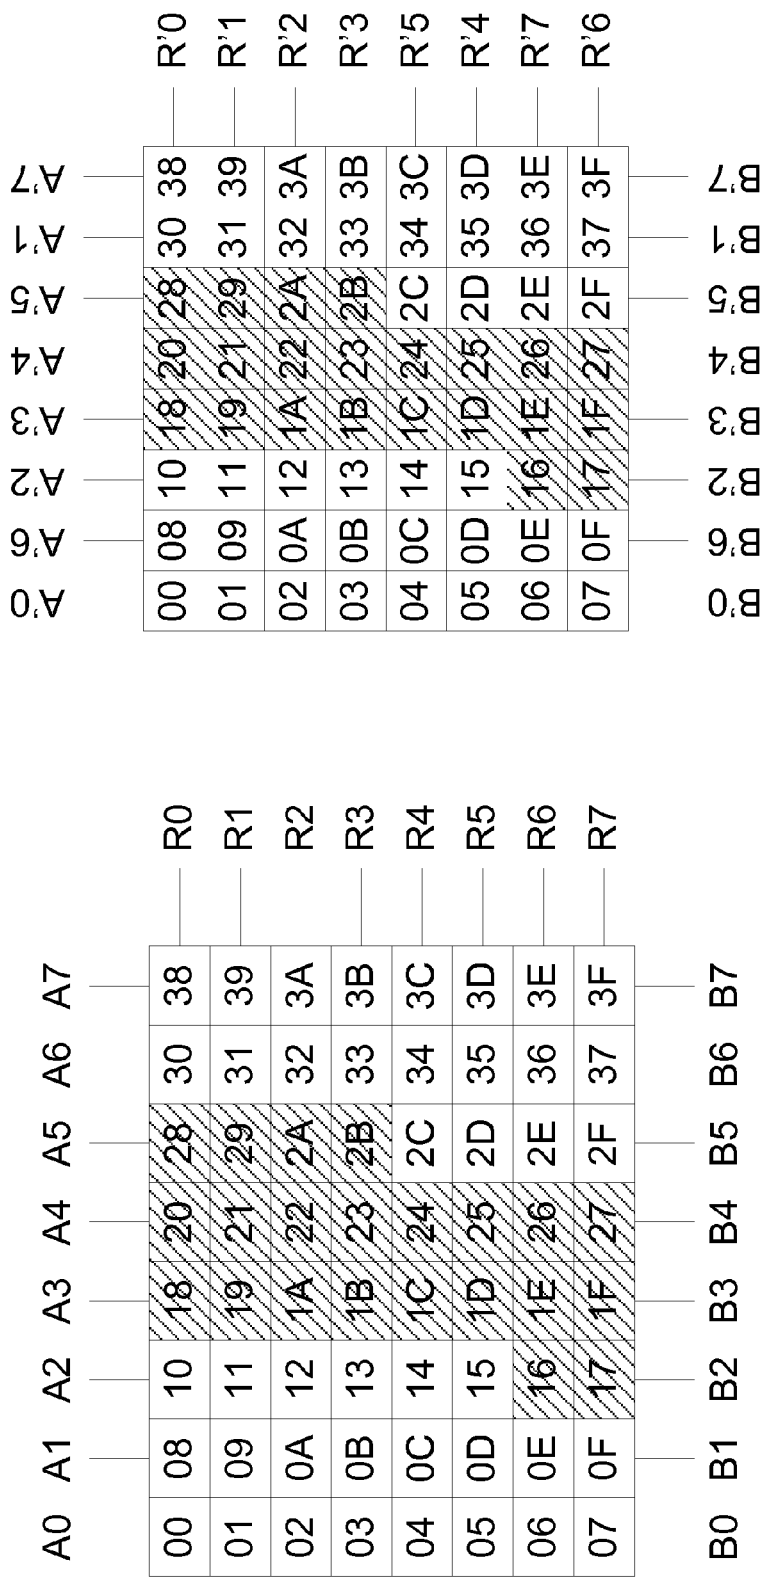 A0 A1 A2 A3 A4 A5 A6 A7
00 08 10 18 20 28 30 38 R0
01 09 11 19 21 29 31 39 R1
02 0A 12 1A 22 2A 32 3A R2
03 0B 13 1B 23 2B 33 3B R3
04 0C 14 1C 24 2C 34 3C R4
05 0D 15 1D 25 2D 35 3D R5
06 0E 16 1E 26 2E 36 3E R6
07 0F 17 1F 27 2F 37 3F R7
B0 B1 B2 B3 B4 B5 B6 B7
A'0 A'6 A'2 A'3 A'4 A'5 A'1 A'7
00 08 10 18 20 28 30 38 R'0
01 09 11 19 21 29 31 39 R'1
02 0A 12 1A 22 2A 32 3A R'2
03 0B 13 1B 23 2B 33 3B R'3
04 0C 14 1C 24 2C 34 3C R'5
05 0D 15 1D 25 2D 35 3D R'4
06 0E 16 1E 26 2E 36 3E R'7
07 0F 17 1F 27 2F 37 3F R'6
B'0 B'6 B'2 B'3 B'4 B'5 B'1 B'7